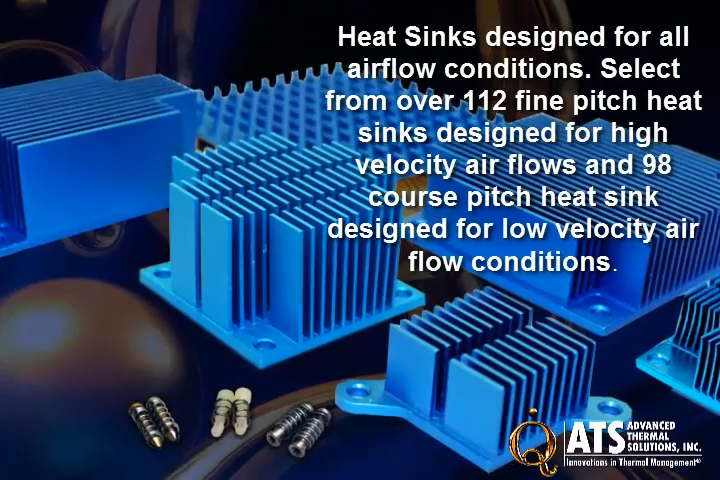 Heat Sinks designed for all
airflow conditions. Select
from over 112 fine pitch heat
sinks designed for high
velocity air flows and 98
course pitch heat sink
designed for low velocity air
flow conditions.
ATS
ADVANCED
THERMAL
SOLUTIONS, INC.
Innovations in Thermal Management®